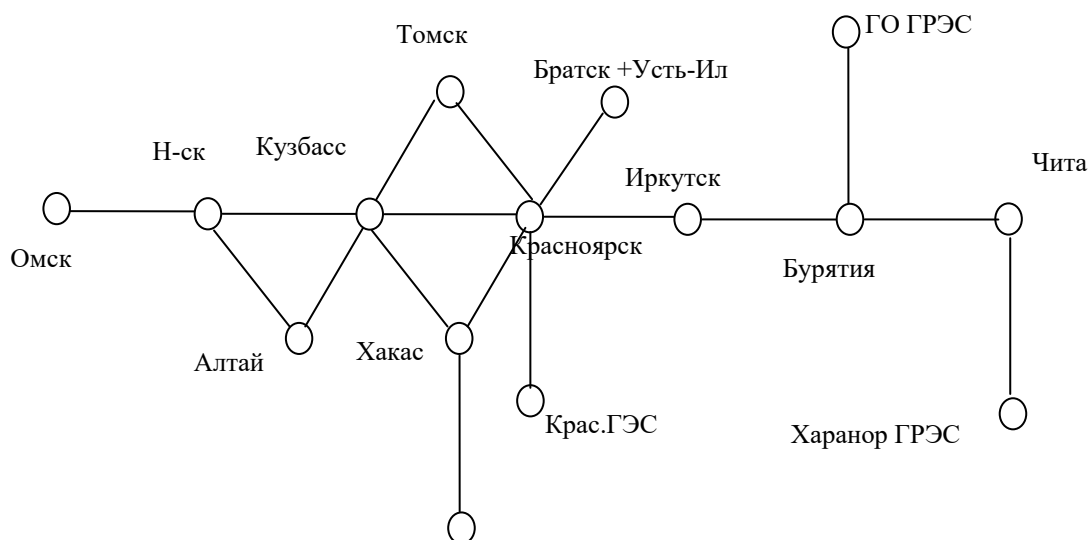 ГО ГРЭС
Томск
Братск +Усть-Ил
Н-ск
Кузбасс
Чита
Иркутск
Красноярск
Омск
Бурятия
Алтай
Хакас
Крас.ГЭС
Харанор ГРЭС